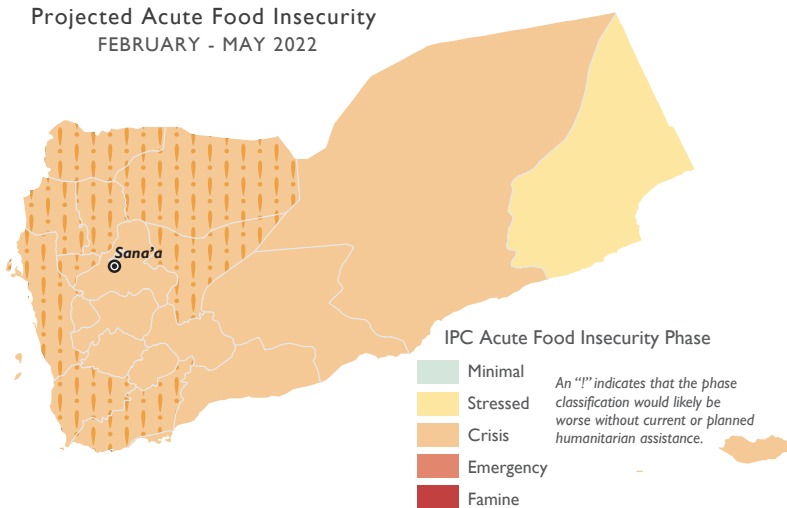 Projected Acute Food Insecurity
FEBRUARY - MAY 2022
Sana'a
IPC Acute Food Insecurity Phase
Minimal
Stressed
Crisis
Emergency
Famine
An “!” indicates that the phase
classification would likely be
worse without current or planned
humanitarian assistance.